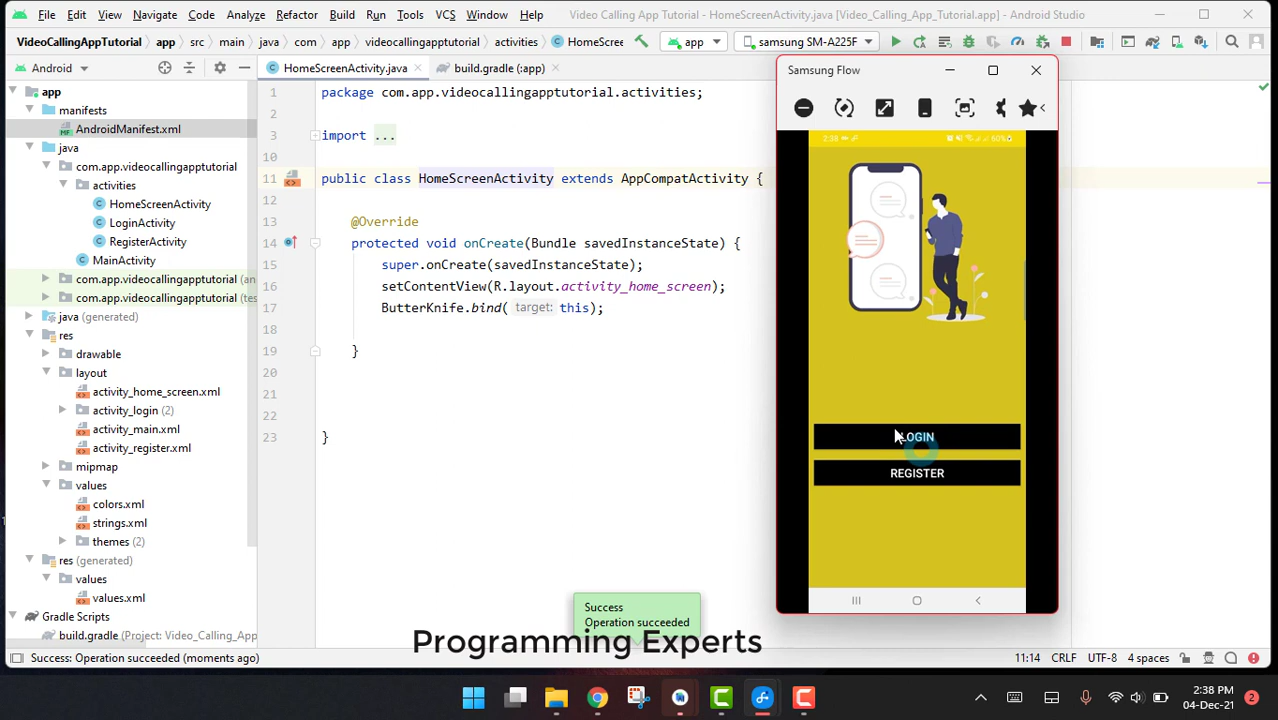 File Edit View Navigate Code Analyze Refactor Build Run Tools VCS Window Help Video Calling App Tutorial - HomeScreenActivity.java [Video_Calling_App_Tutorial.app] - Android Studio
VideoCallingAppTutorial app src main java com app videocallingapptutorial activities HomeScree app samsung SM-A225F
Android HomeScreenActivity.java build.gradle (:app)
app
manifests
AndroidManifest.xml
java
com.app.videocallingapptutorial
activities
HomeScreenActivity
LoginActivity
RegisterActivity
MainActivity
com.app.videocallingapptutorial (an
com.app.videocallingapptutorial (tes
java (generated)
res
drawable
layout
activity_home_screen.xml
activity_login (2)
activity_main.xml
activity_register.xml
mipmap
values
colors.xml
strings.xml
themes (2)
res (generated)
values
values.xml
Gradle Scripts
build.gradle (Project: Video_Calling_App
1 package com.app.videocallingapptutorial.activities;
2
3 import ...
10
11 public class HomeScreenActivity extends AppCompatActivity {
12
13 @Override
14 protected void onCreate(Bundle savedInstanceState) {
15 super.onCreate(savedInstanceState);
16 setContentView(R.layout.activity_home_screen);
17 ButterKnife.bind( target: this);
18
19 }
20
21
22
23 }
Samsung Flow
2:38 60%
LOGIN
REGISTER
Success
Operation succeeded
Programming Experts
Success: Operation succeeded (moments ago) 11:14 CRLF UTF-8 4 spaces
2:38 PM
04-Dec-21
2